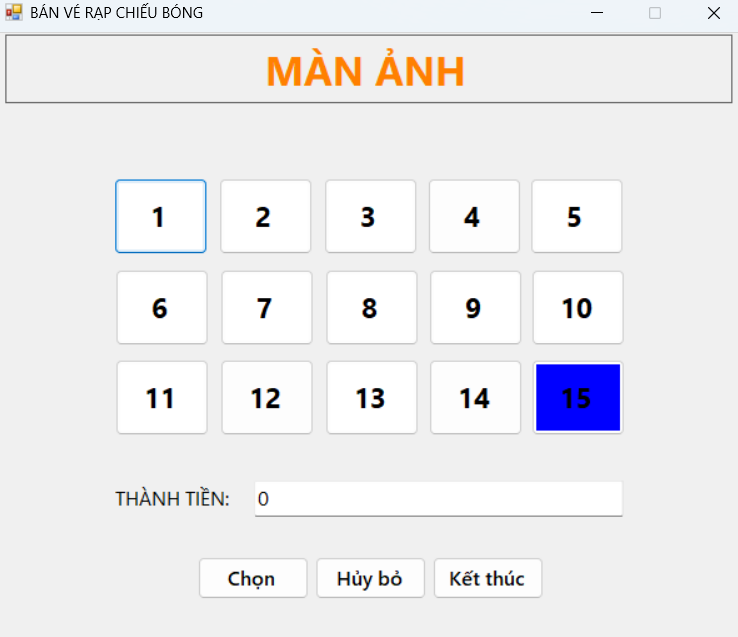 BÁN VÉ RẠP CHIẾU BÓNG
MÀN ẢNH
1 2 3 4 5
6 7 8 9 10
11 12 13 14 15
THÀNH TIỀN: 0
Chọn Hủy bỏ Kết thúc